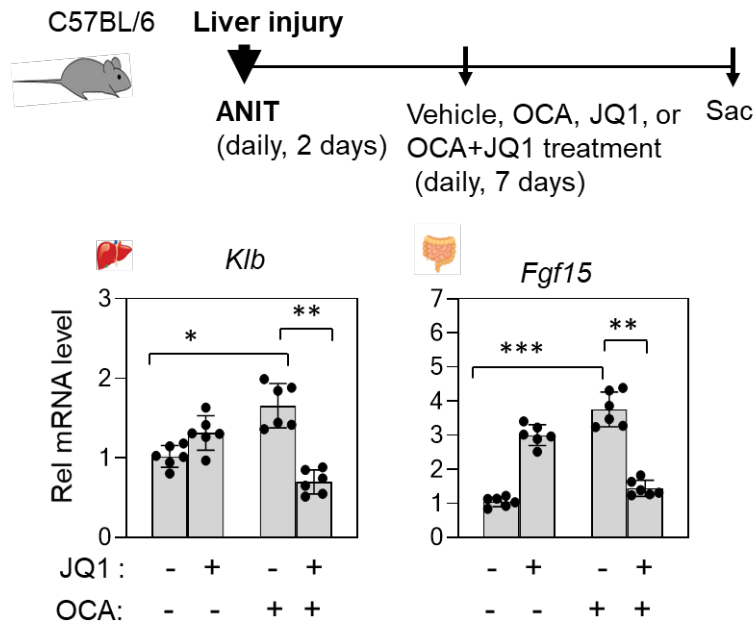 C57BL/6 Liver injury
ANIT
(daily, 2 days)
Vehicle, OCA, JQ1, or
OCA+JQ1 treatment
(daily, 7 days)
Sac
Klb
Rel mRNA level
3
2
1
0
*
**
JQ1 : - + - +
OCA: - - + +
Fgf15
7
6
5
4
3
2
1
0
***
**
- + - +
- - + +